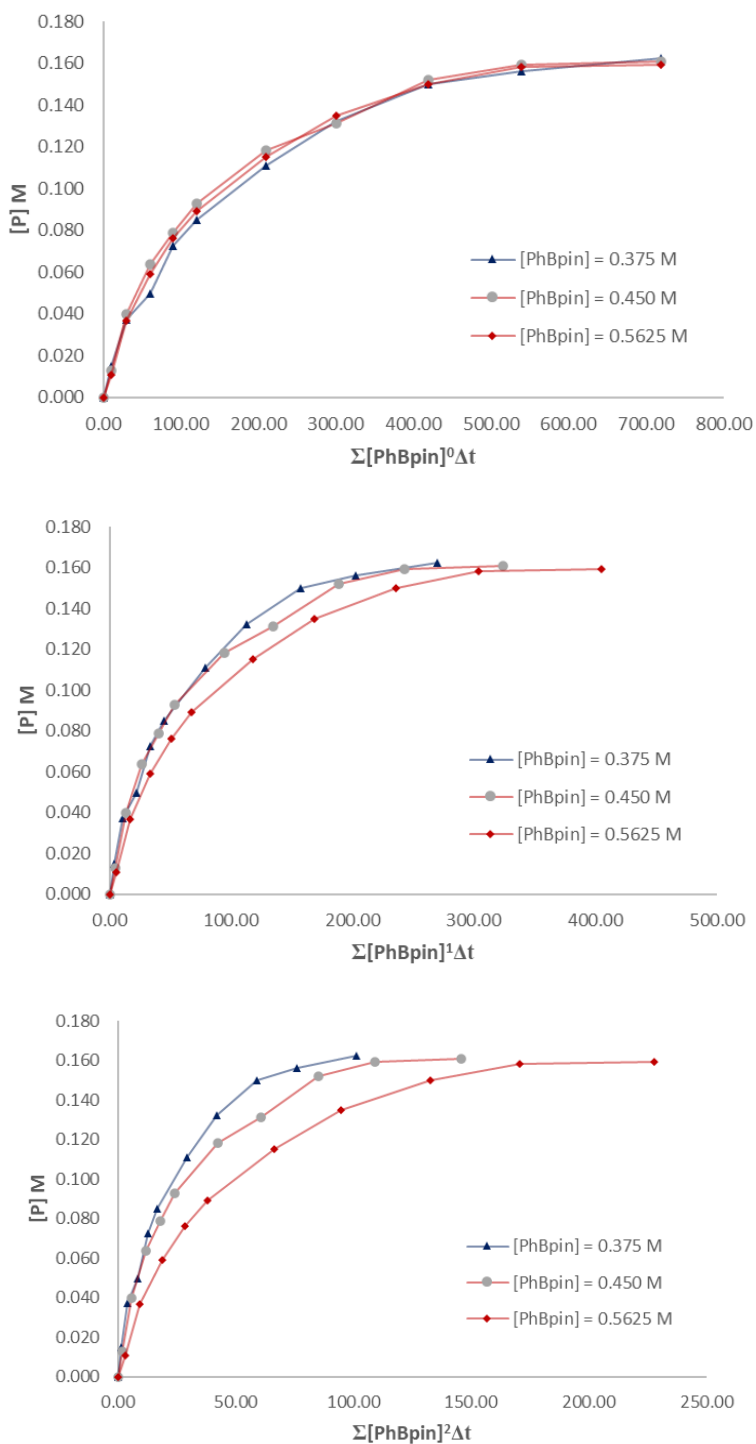 0.180
0.160
0.140
0.120
0.100
0.080
0.060
0.040
0.020
0.000
[P] M
[PhBpin] = 0.375 M
[PhBpin] = 0.450 M
[PhBpin] = 0.5625 M
0.00 100.00 200.00 300.00 400.00 500.00 600.00 700.00 800.00
Σ[PhBpin]⁰Δt
0.180
0.160
0.140
0.120
0.100
0.080
0.060
0.040
0.020
0.000
[P] M
[PhBpin] = 0.375 M
[PhBpin] = 0.450 M
[PhBpin] = 0.5625 M
0.00 100.00 200.00 300.00 400.00 500.00
Σ[PhBpin]¹Δt
0.180
0.160
0.140
0.120
0.100
0.080
0.060
0.040
0.020
0.000
[P] M
[PhBpin] = 0.375 M
[PhBpin] = 0.450 M
[PhBpin] = 0.5625 M
0.00 50.00 100.00 150.00 200.00 250.00
Σ[PhBpin]²Δt